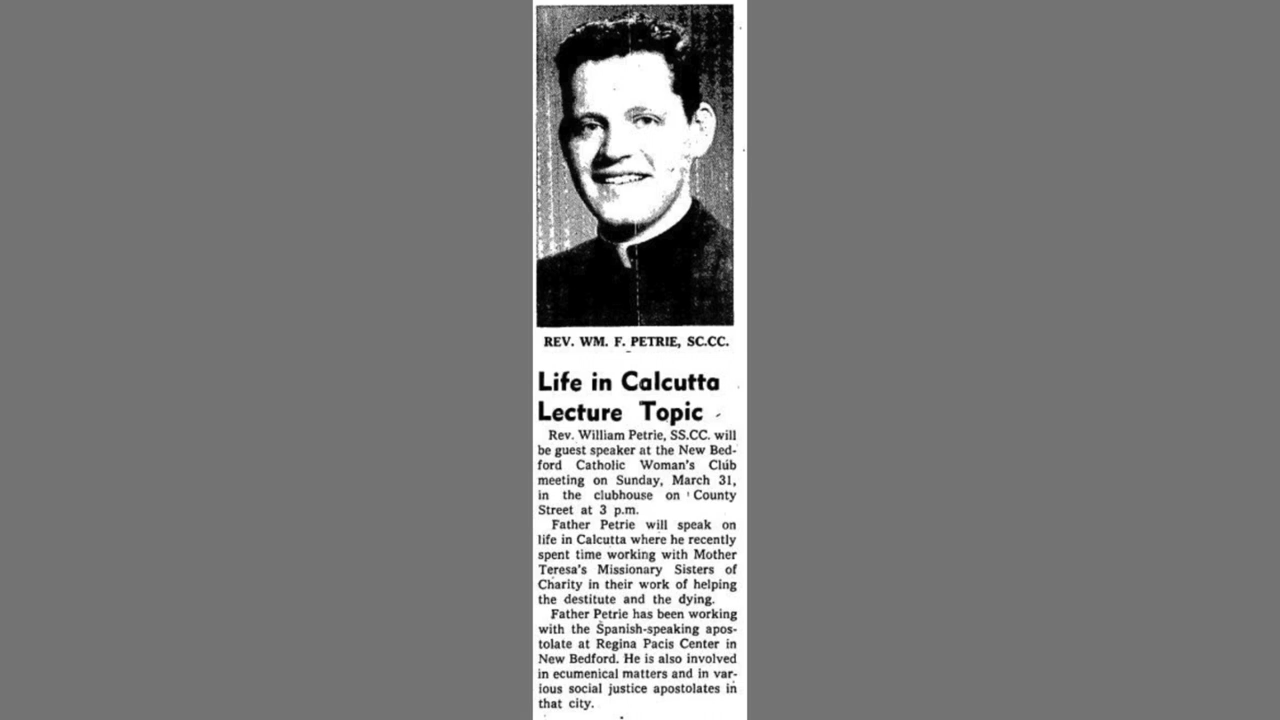 REV. WM. F. PETRIE, SC.CC.
Life in Calcutta
Lecture Topic
Rev. William Petrie, SS.CC. will
be guest speaker at the New Bed-
ford Catholic Woman's Club
meeting on Sunday, March 31,
in the clubhouse on County
Street at 3 p.m.
Father Petrie will speak on
life in Calcutta where he recently
spent time working with Mother
Teresa's Missionary Sisters of
Charity in their work of helping
the destitute and the dying.
Father Petrie has been working
with the Spanish-speaking apos-
tolate at Regina Pacis Center in
New Bedford. He is also involved
in ecumenical matters and in var-
ious social justice apostolates in
that city.